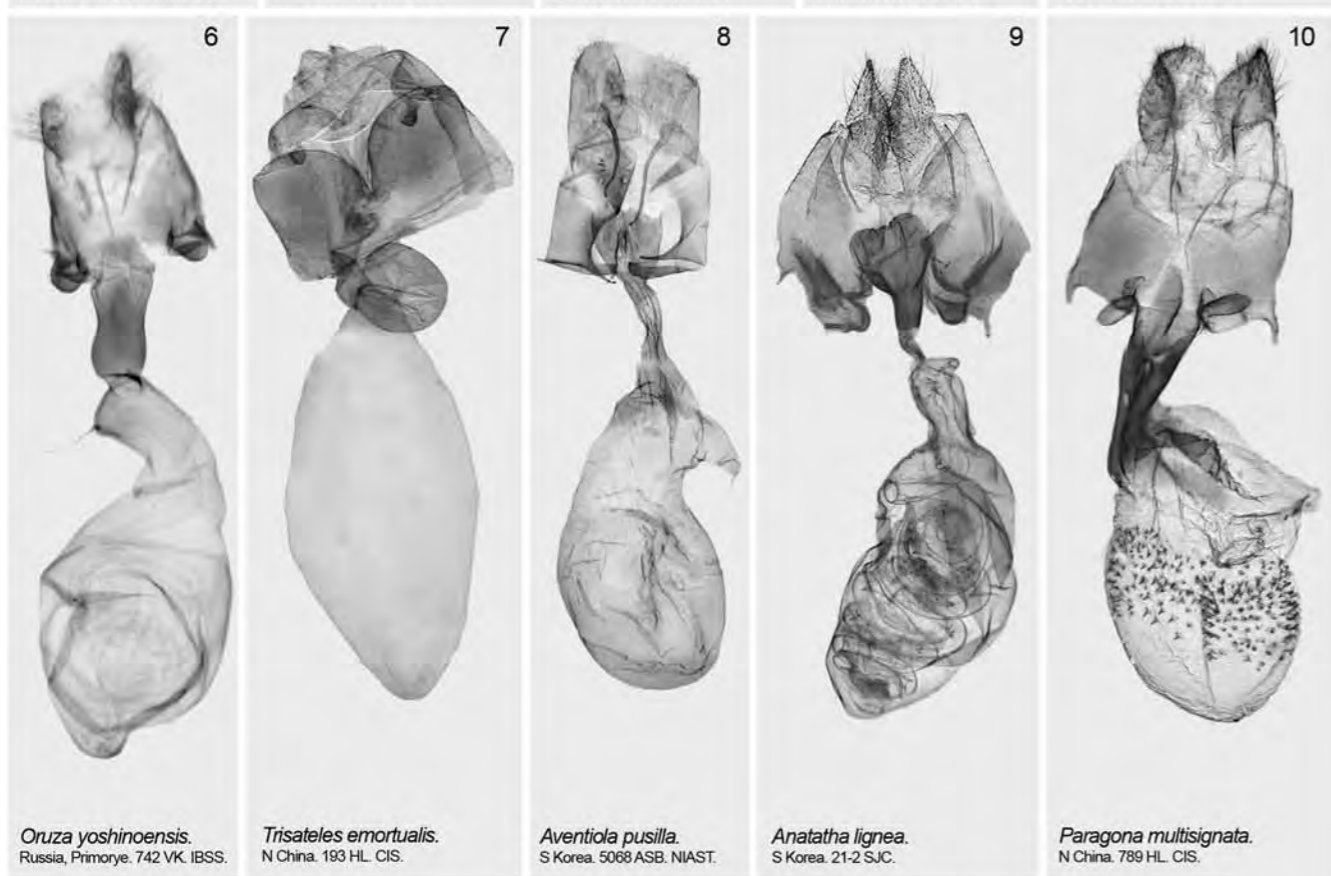 6
7
8
9
10
Oruza yoshinoensis.
Russia, Primorye. 742 VK. IBSS.
Trisateles emortualis.
N China. 193 HL. CIS.
Aventiola pusilla.
S Korea. 5068 ASB. NIAST.
Anatatha lignea.
S Korea. 21-2 SJC.
Paragona multisignata.
N China. 789 HL. CIS.